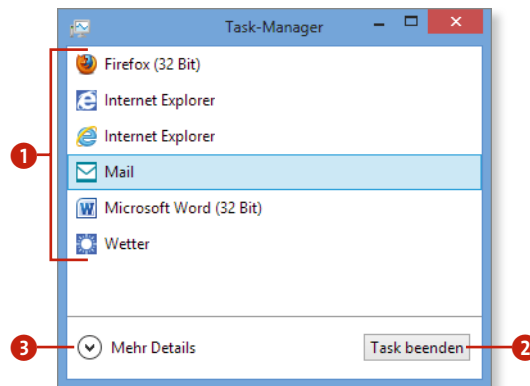 Task-Manager
Firefox (32 Bit)
Internet Explorer
Internet Explorer
1
Mail
Microsoft Word (32 Bit)
Wetter
3 Mehr Details Task beenden 2